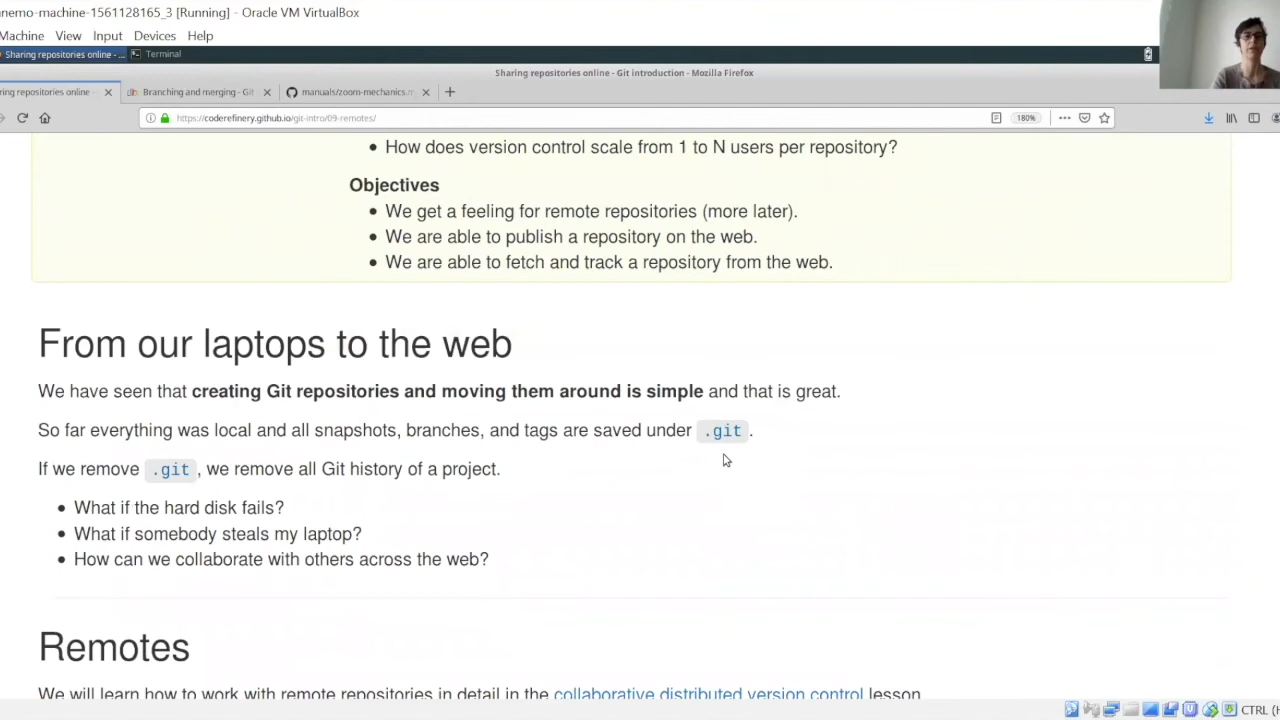 nemo-machine-1561128165_3 [Running] - Oracle VM VirtualBox
Machine View Input Devices Help
Sharing repositories online - ... Terminal
Sharing repositories online - Git introduction - Mozilla Firefox
ring repositories online Branching and merging - Git manuals/zoom-mechanics.m
https://coderefinery.github.io/git-intro/09-remotes/ 180%
• How does version control scale from 1 to N users per repository?
Objectives
• We get a feeling for remote repositories (more later).
• We are able to publish a repository on the web.
• We are able to fetch and track a repository from the web.
From our laptops to the web
We have seen that creating Git repositories and moving them around is simple and that is great.
So far everything was local and all snapshots, branches, and tags are saved under .git.
If we remove .git, we remove all Git history of a project.
• What if the hard disk fails?
• What if somebody steals my laptop?
• How can we collaborate with others across the web?
Remotes
We will learn how to work with remote repositories in detail in the collaborative distributed version control lesson
CTRL (